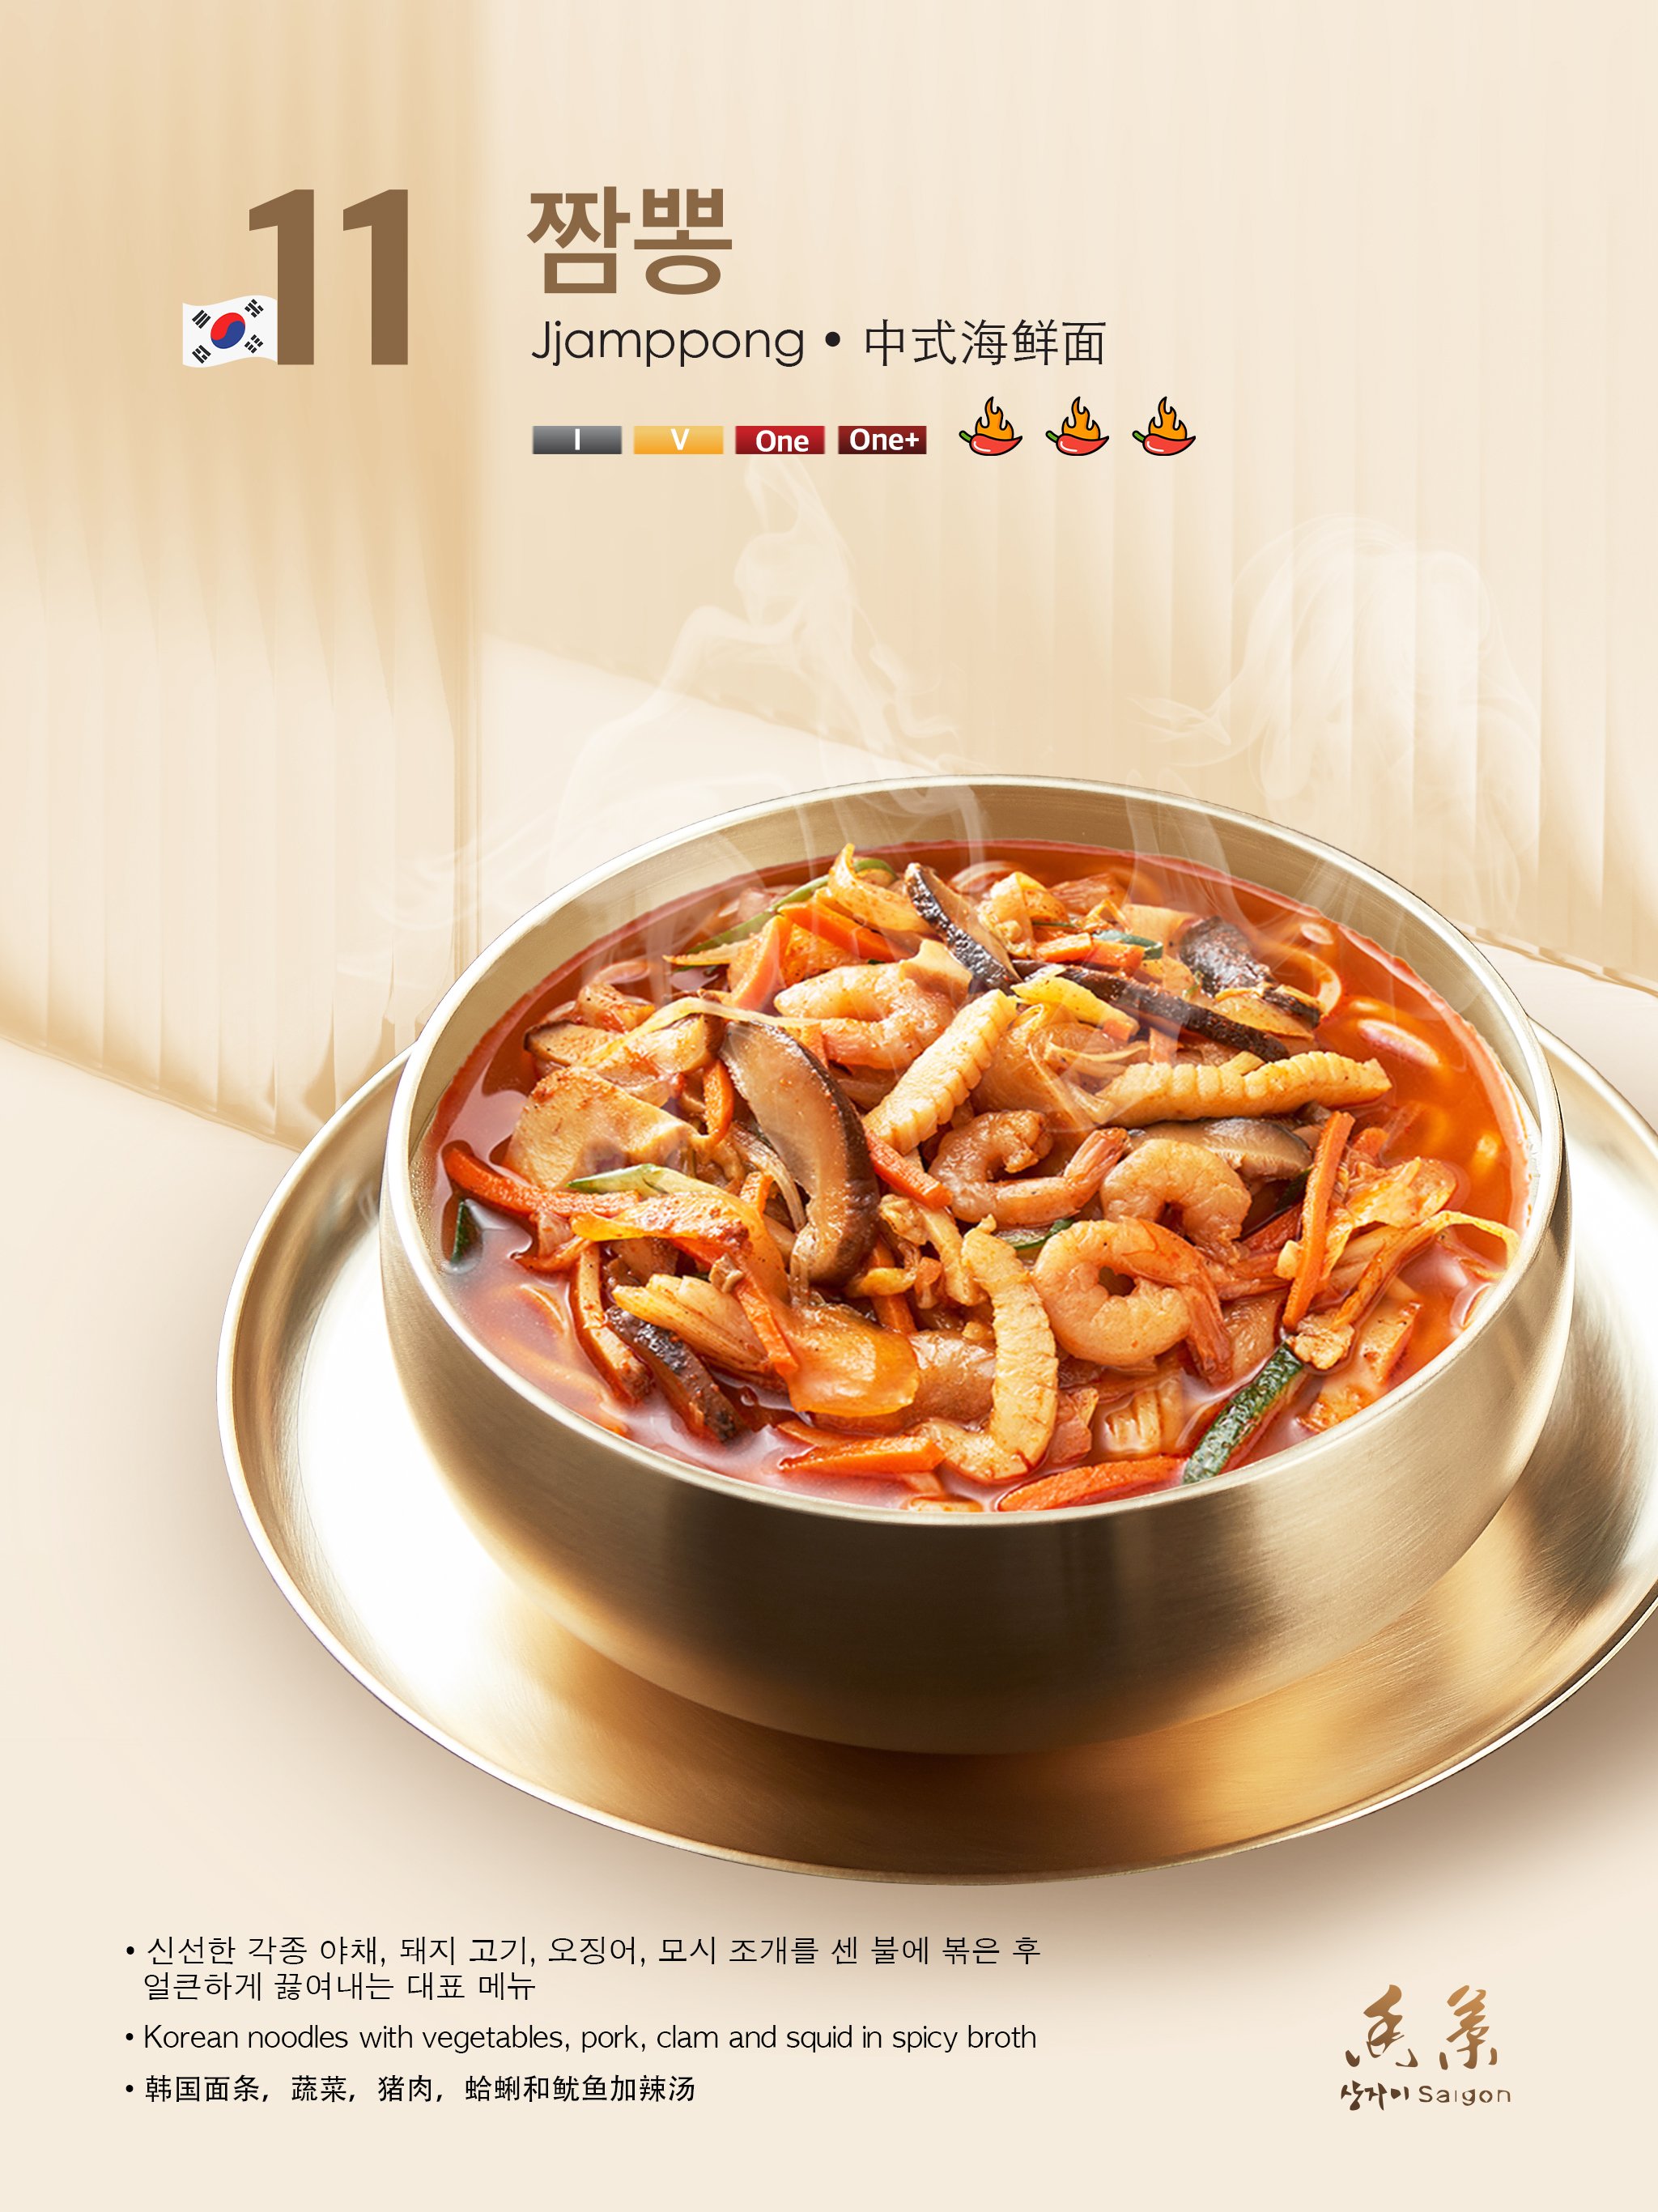 11
짬뽕
Jjamppong • 中式海鲜面
I V One One+
• 신선한 각종 야채, 돼지 고기, 오징어, 모시 조개를 센 불에 볶은 후
얼큰하게 끓여내는 대표 메뉴
• Korean noodles with vegetables, pork, clam and squid in spicy broth
• 韩国面条，蔬菜，猪肉，蛤蜊和鱿鱼加辣汤
香菜
샹차이 Saigon